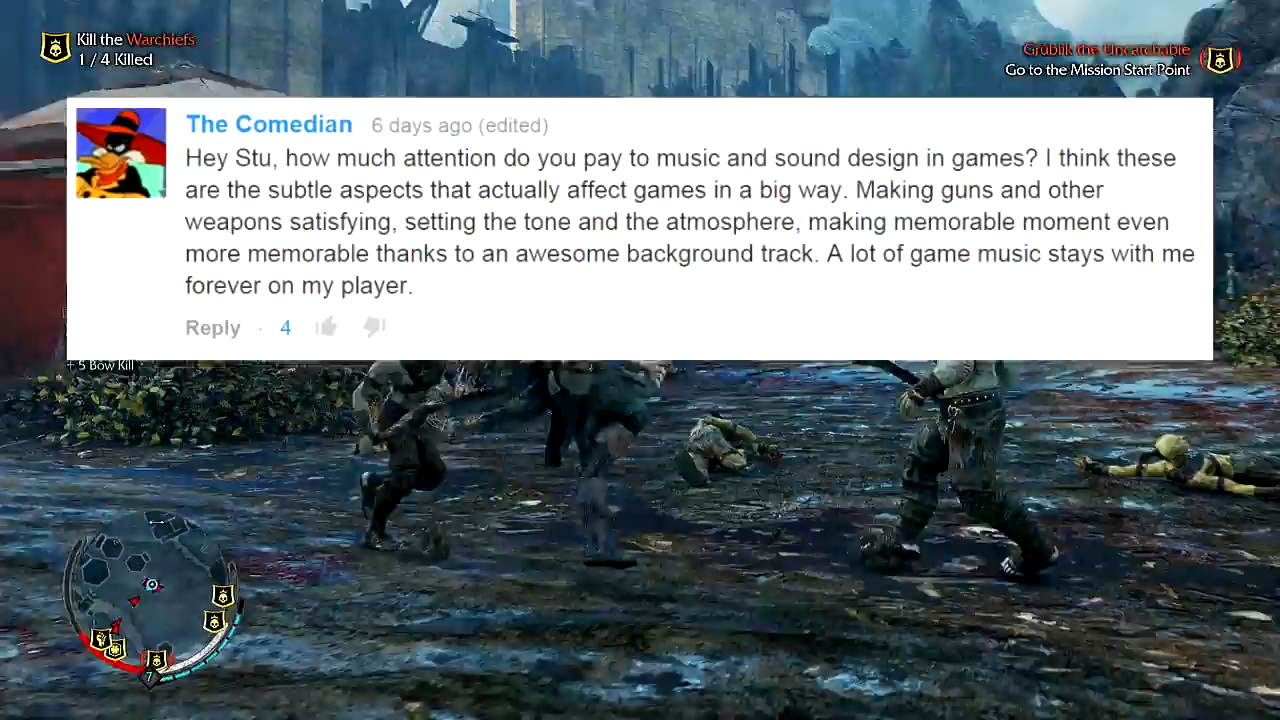 Kill the Warchiefs
1 / 4 Killed
Grublik the Uncatchable
Go to the Mission Start Point
The Comedian 6 days ago (edited)
Hey Stu, how much attention do you pay to music and sound design in games? I think these
are the subtle aspects that actually affect games in a big way. Making guns and other
weapons satisfying, setting the tone and the atmosphere, making memorable moment even
more memorable thanks to an awesome background track. A lot of game music stays with me
forever on my player.
Reply · 4
+ 5 Bow Kill
7